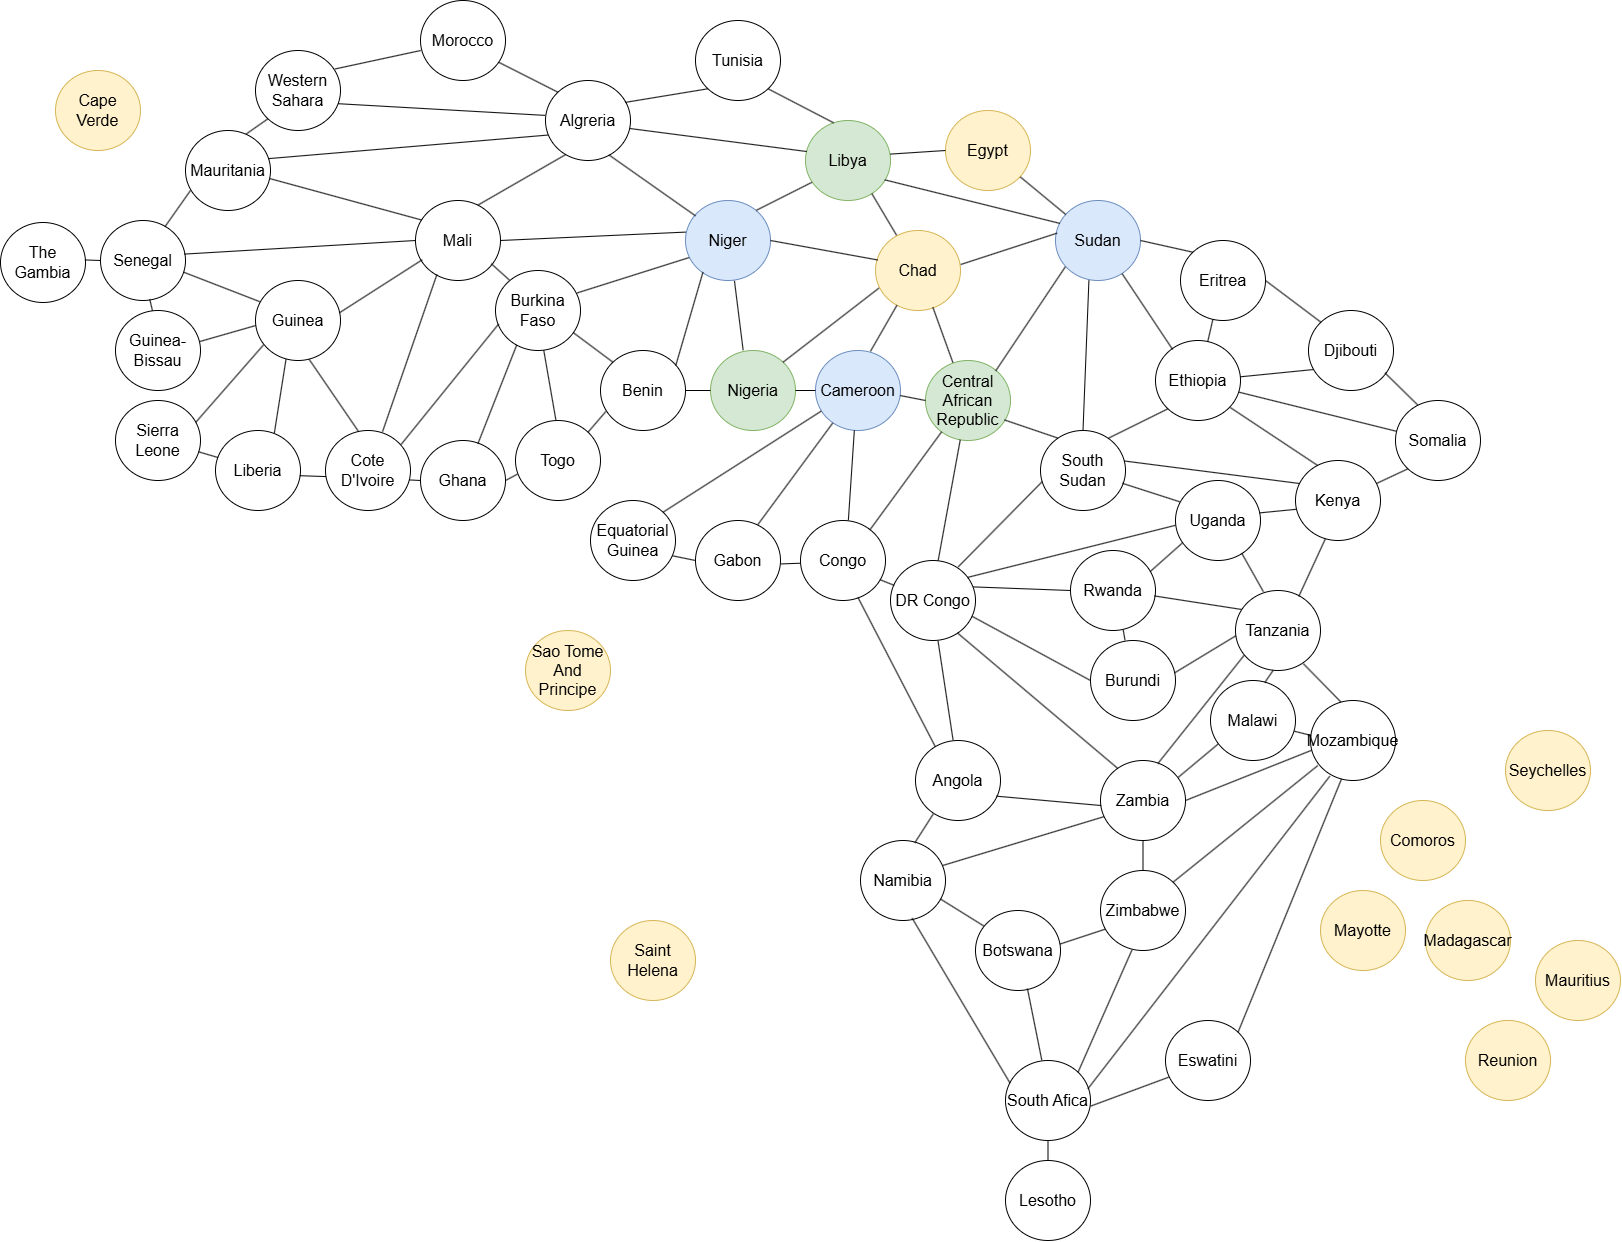 Morocco
Tunisia
Western
Sahara
Cape
Verde
Algreria
Libya
Egypt
Mauritania
The
Gambia
Senegal
Mali
Niger
Chad
Sudan
Eritrea
Guinea
Burkina
Faso
Guinea-
Bissau
Djibouti
Ethiopia
Benin
Nigeria
Cameroon
Central
African
Republic
Sierra
Leone
Liberia
Cote
D'Ivoire
Ghana
Togo
South
Sudan
Somalia
Kenya
Uganda
Equatorial
Guinea
Gabon
Congo
DR Congo
Rwanda
Tanzania
Sao Tome
And
Principe
Burundi
Malawi
Mozambique
Seychelles
Angola
Zambia
Comoros
Namibia
Zimbabwe
Botswana
Mayotte
Madagascar
Saint
Helena
Mauritius
Eswatini
Reunion
South Afica
Lesotho